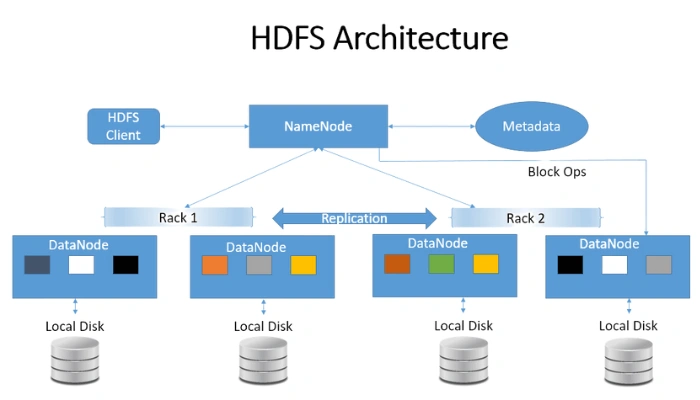 HDFS Architecture
HDFS
Client
NameNode
Metadata
Block Ops
Rack 1
Replication
Rack 2
DataNode
DataNode
DataNode
DataNode
Local Disk
Local Disk
Local Disk
Local Disk